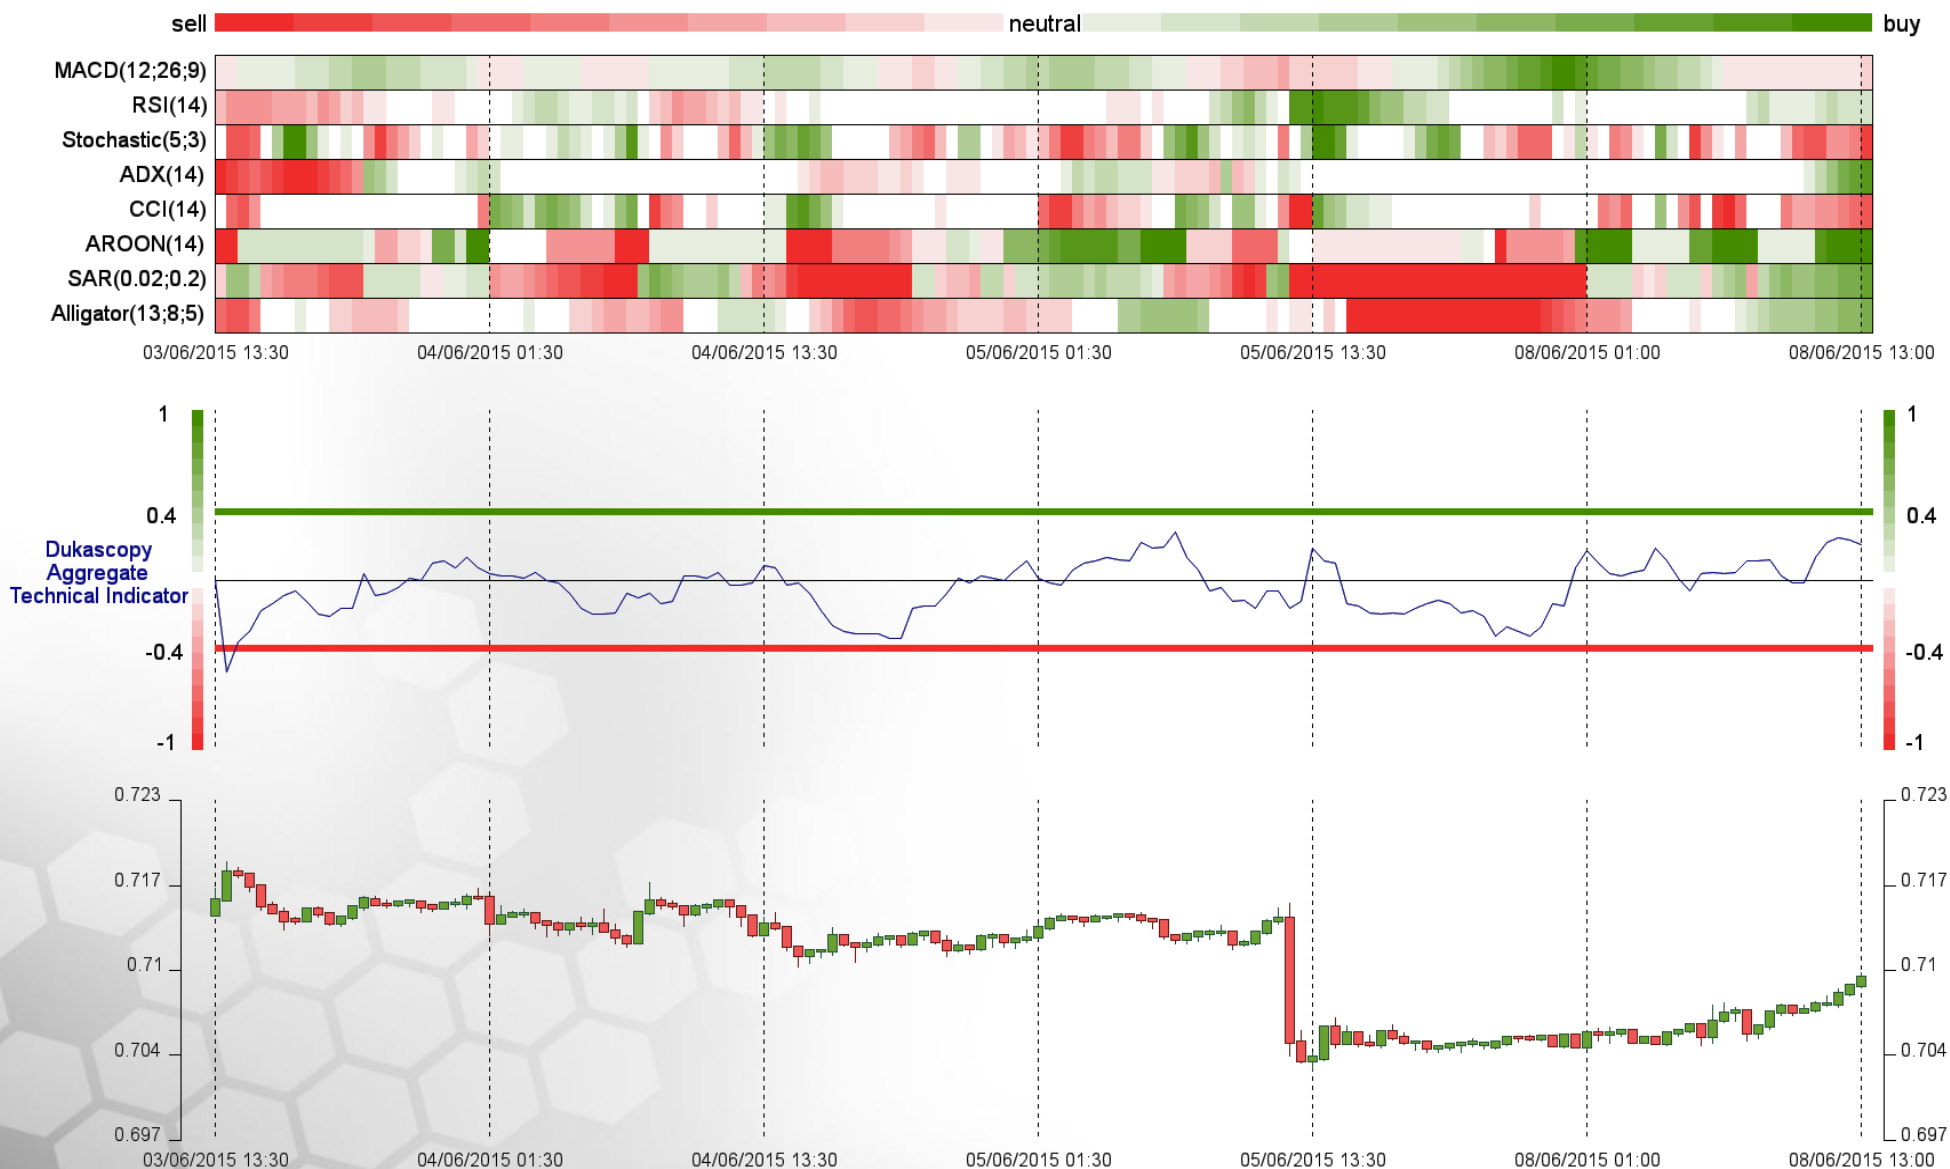 sell neutral buy
MACD(12;26;9)
RSI(14)
Stochastic(5;3)
ADX(14)
CCI(14)
AROON(14)
SAR(0.02;0.2)
Alligator(13;8;5)
03/06/2015 13:30 04/06/2015 01:30 04/06/2015 13:30 05/06/2015 01:30 05/06/2015 13:30 08/06/2015 01:00 08/06/2015 13:00
1 1
0.4 0.4
Dukascopy
Aggregate
Technical Indicator
-0.4 -0.4
-1 -1
0.723 0.723
0.717 0.717
0.71 0.71
0.704 0.704
0.697 0.697
03/06/2015 13:30 04/06/2015 01:30 04/06/2015 13:30 05/06/2015 01:30 05/06/2015 13:30 08/06/2015 01:00 08/06/2015 13:00